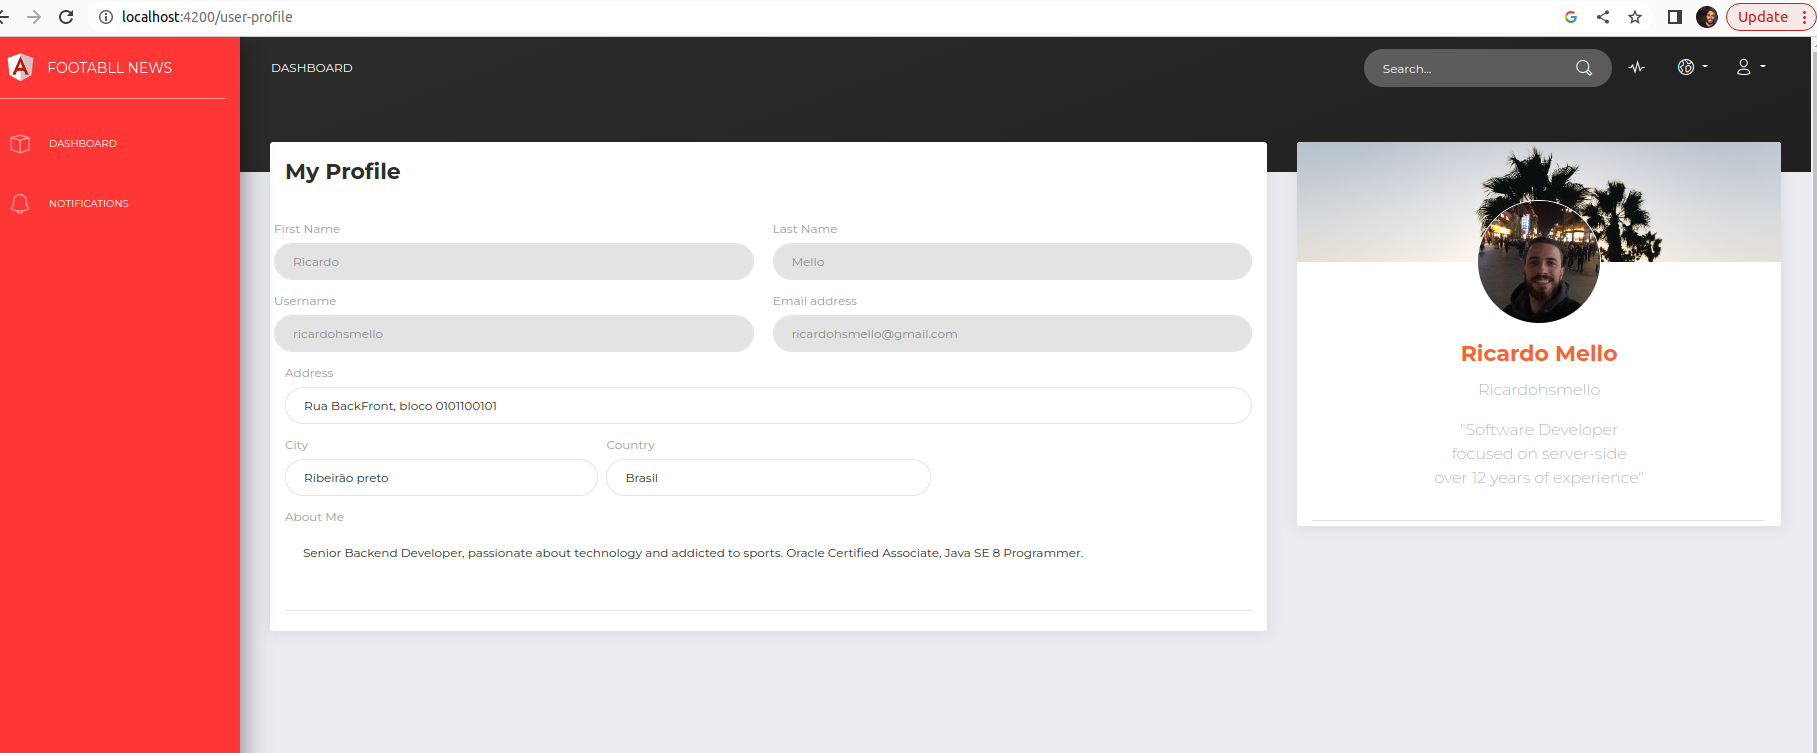 localhost:4200/user-profile
Update
FOOTABLL NEWS
DASHBOARD
Search...
DASHBOARD
NOTIFICATIONS
My Profile
First Name
Last Name
Ricardo
Mello
Username
Email address
ricardohsmello
ricardohsmello@gmail.com
Address
Rua BackFront, bloco 0101100101
City
Country
Ribeirão preto
Brasil
About Me
Senior Backend Developer, passionate about technology and addicted to sports. Oracle Certified Associate, Java SE 8 Programmer.
Ricardo Mello
Ricardohsmello
"Software Developer
focused on server-side
over 12 years of experience"